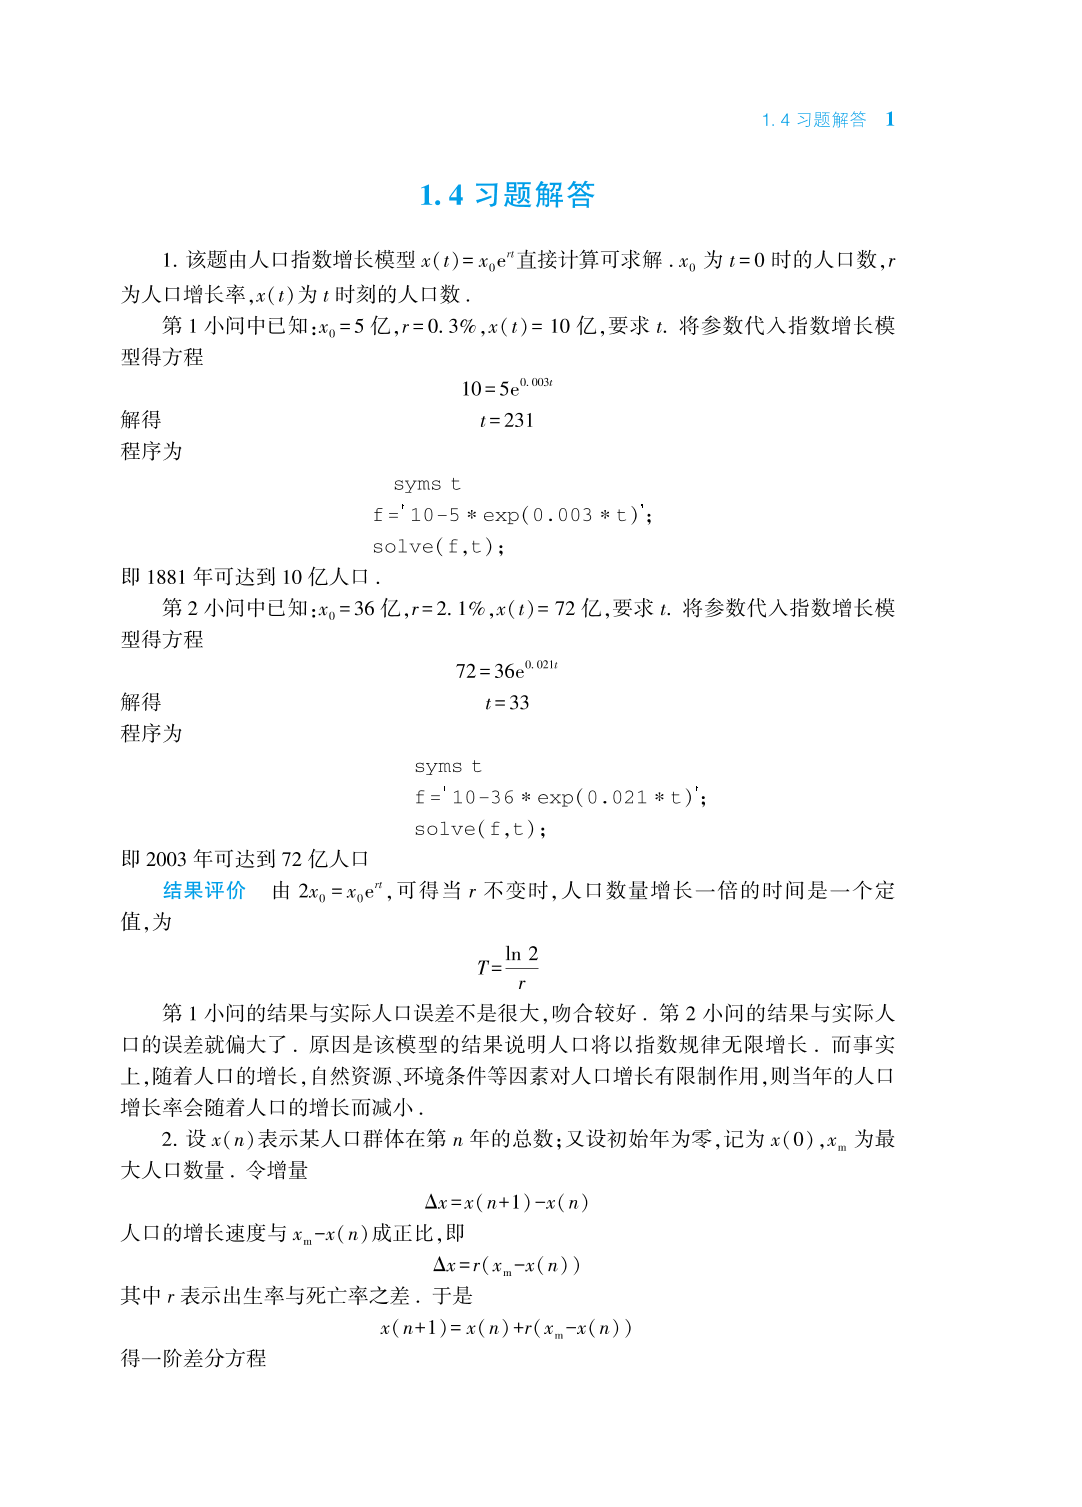 1. 4 习题解答 1
1. 4 习题解答
1. 该题由人口指数增长模型 x(t)= x₀eʳᵗ直接计算可求解 . x₀ 为 t=0 时的人口数,r
为人口增长率,x(t)为 t 时刻的人口数 .
第 1 小问中已知:x₀=5 亿,r=0. 3%,x(t)= 10 亿,要求 t. 将参数代入指数增长模
型得方程
10=5e^{0. 003t}
解得 t=231
程序为
syms t
f='10-5*exp(0.003*t)';
solve(f,t);
即 1881 年可达到 10 亿人口 .
第 2 小问中已知:x₀=36 亿,r=2. 1%,x(t)= 72 亿,要求 t. 将参数代入指数增长模
型得方程
72=36e^{0. 021t}
解得 t=33
程序为
syms t
f='10-36*exp(0.021*t)';
solve(f,t);
即 2003 年可达到 72 亿人口
结果评价 由 2x₀=x₀eʳᵗ,可得当 r 不变时,人口数量增长一倍的时间是一个定
值,为
T=\frac{ln 2}{r}
第 1 小问的结果与实际人口误差不是很大,吻合较好 . 第 2 小问的结果与实际人
口的误差就偏大了 . 原因是该模型的结果说明人口将以指数规律无限增长 . 而事实
上,随着人口的增长,自然资源、环境条件等因素对人口增长有限制作用,则当年的人口
增长率会随着人口的增长而减小 .
2. 设 x(n)表示某人口群体在第 n 年的总数;又设初始年为零,记为 x(0),xₘ 为最
大人口数量 . 令增量
Δx=x(n+1)-x(n)
人口的增长速度与 xₘ-x(n)成正比,即
Δx=r(xₘ-x(n))
其中 r 表示出生率与死亡率之差 . 于是
x(n+1)= x(n)+r(xₘ-x(n))
得一阶差分方程